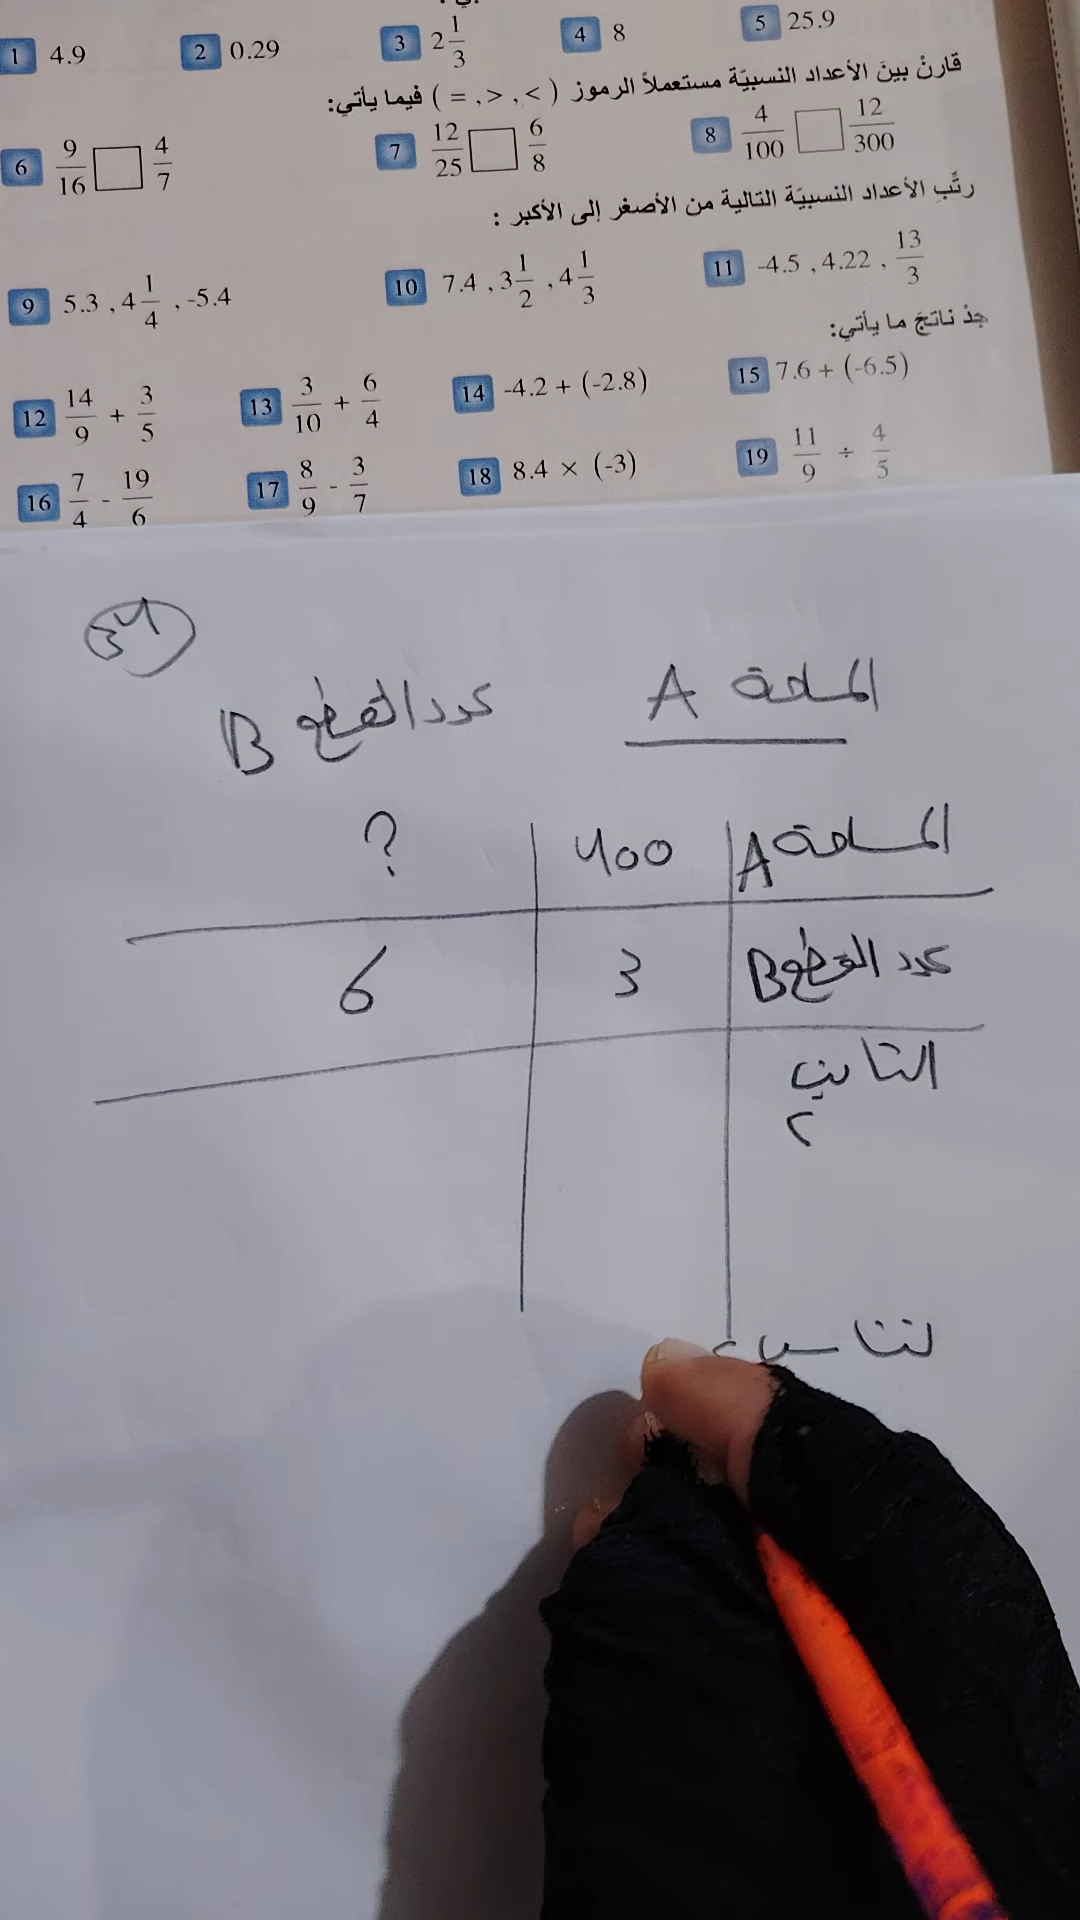 1 4.9 2 0.29 3 2 1/3 4 8 5 25.9
قارنْ بينَ الأعداد النسبيّة مستعملاً الرموز ( > ، < ، = ) فيما يأتي:
6 9/16 □ 4/7 7 12/25 □ 6/8 8 4/100 □ 12/300
رتِّبِ الأعداد النسبيّة التالية من الأصغر إلى الأكبر :
9 5.3 , 4 1/4 , -5.4 10 7.4 , 3 1/2 , 4 1/3 11 -4.5 , 4.22 , 13/3
جدْ ناتجَ ما يأتي:
12 14/9 + 3/5 13 3/10 + 6/4 14 -4.2 + (-2.8) 15 7.6 + (-6.5)
16 7/4 - 19/6 17 8/9 - 3/7 18 8.4 × (-3) 19 11/9 ÷ 4/5
34
المساحة A عدد القطع B
المساحة A 400 ?
عدد القطع B 3 6
الثابت